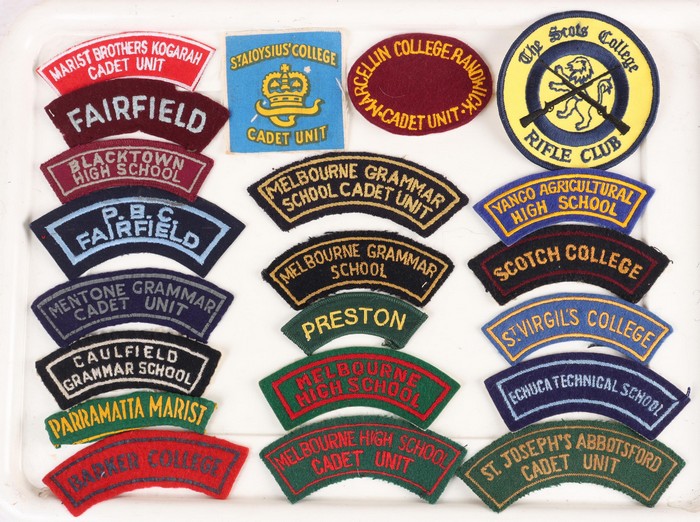 MARIST BROTHERS KOGARAH
CADET UNIT
FAIRFIELD
BLACKTOWN
HIGH SCHOOL
P.B.C.
FAIRFIELD
MENTONE GRAMMAR
CADET UNIT
CAULFIELD
GRAMMAR SCHOOL
PARRAMATTA MARIST
BARKER COLLEGE
ST ALOYSIUS' COLLEGE
CADET UNIT
MARCELLIN COLLEGE RANDWICK
·CADET UNIT·
MELBOURNE GRAMMAR
SCHOOL CADET UNIT
MELBOURNE GRAMMAR
SCHOOL
PRESTON
MELBOURNE
HIGH SCHOOL
MELBOURNE HIGH SCHOOL
CADET UNIT
The Scots College
RIFLE CLUB
YANCO AGRICULTURAL
HIGH SCHOOL
SCOTCH COLLEGE
ST VIRGIL'S COLLEGE
ECHUCA TECHNICAL SCHOOL
ST. JOSEPH'S ABBOTSFORD
CADET UNIT